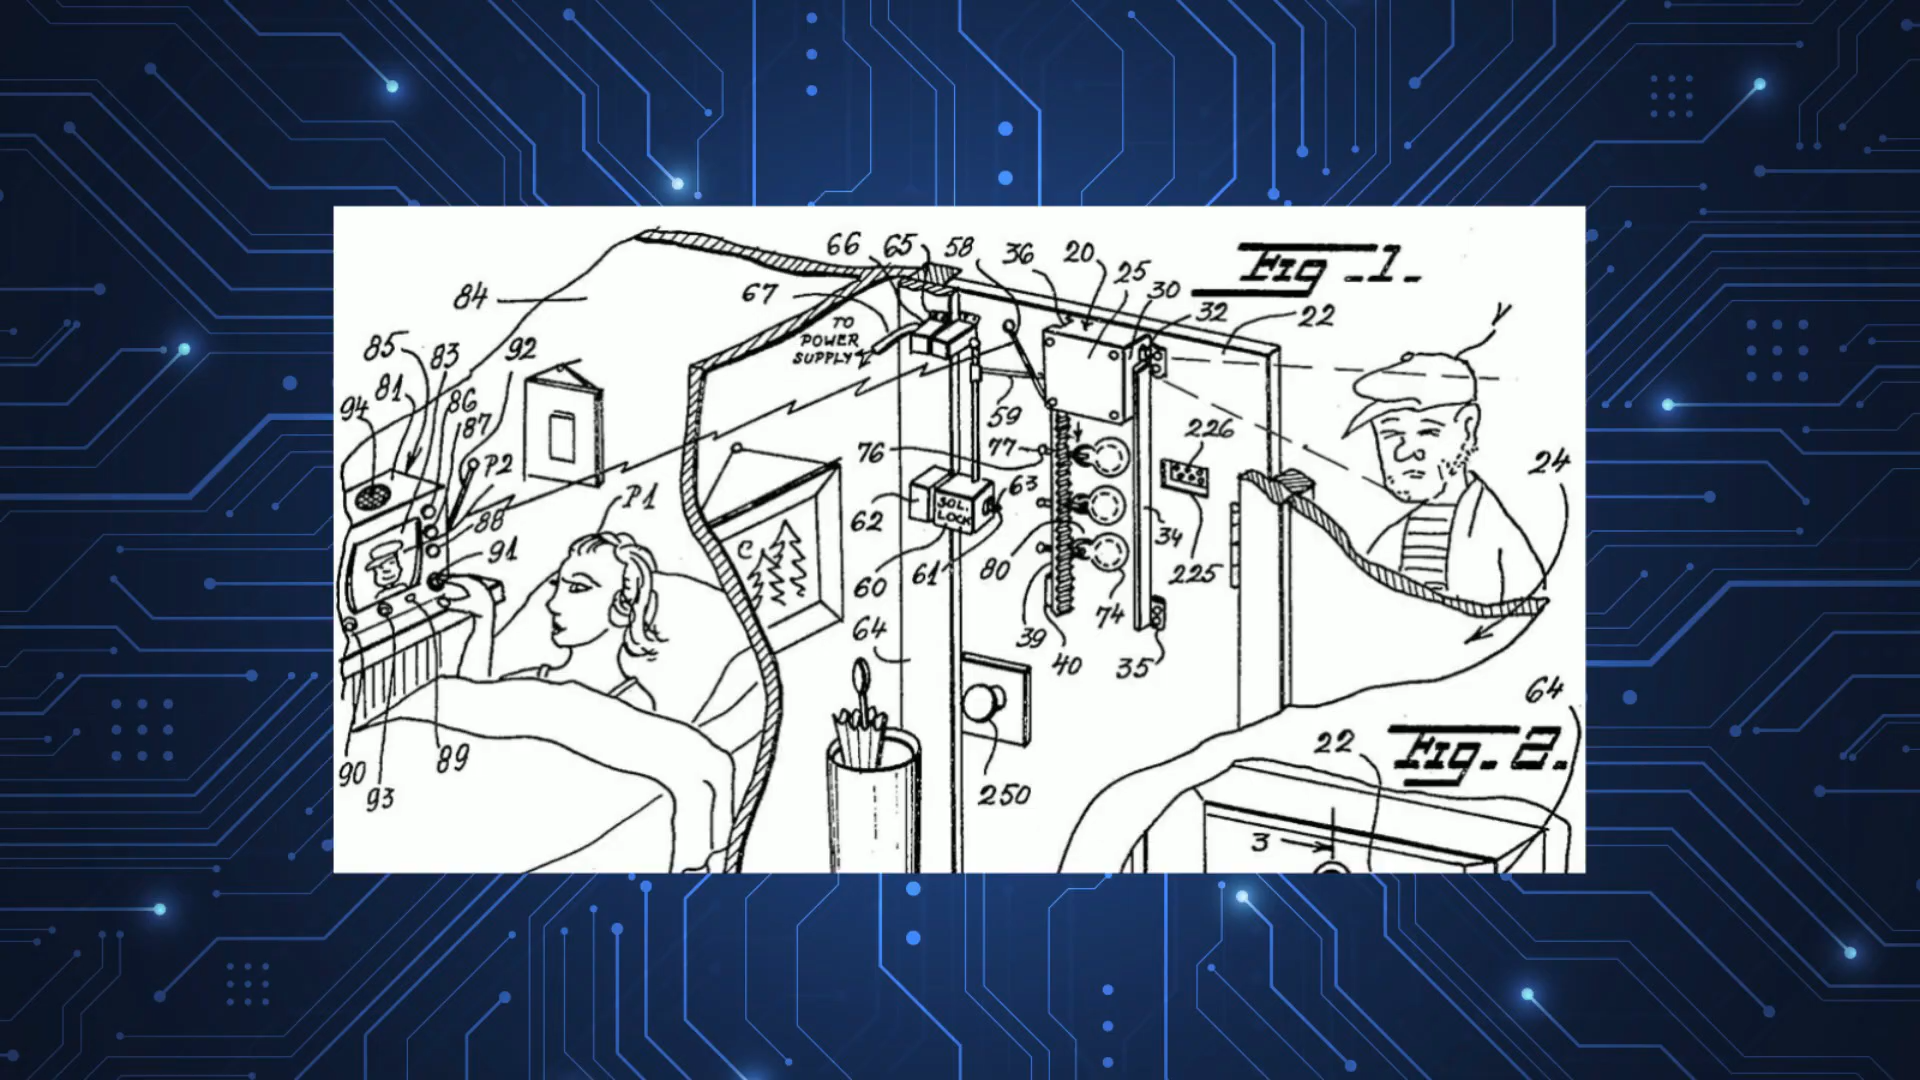 Fig. 1.
66 65 58 36 20 25 30 32 22
84 67
TO
POWER
SUPPLY
V
85 83 92
94 81 86
87
P2
P1
88
91
59
76 77
226
24
62 63
SOL.
LOCK
C
34
60 61 80
225
74
64
39 40 35
64
90 93 89
250
22
Fig. 2.
3